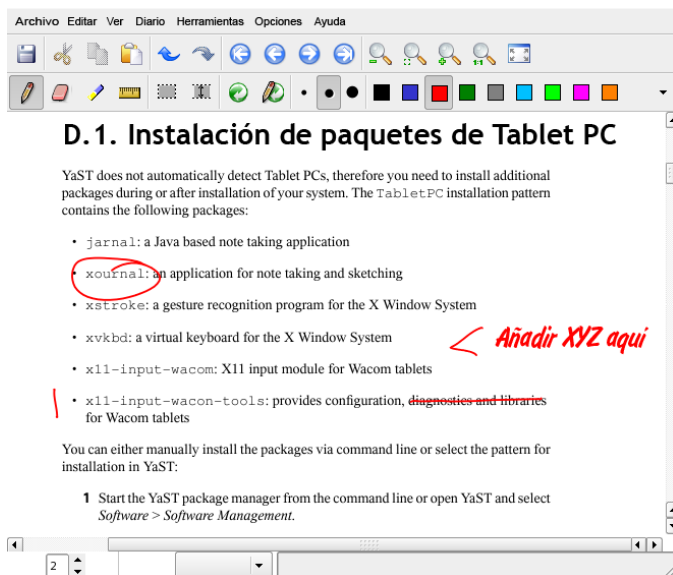 Archivo Editar Ver Diario Herramientas Opciones Ayuda
D.1. Instalación de paquetes de Tablet PC
YaST does not automatically detect Tablet PCs, therefore you need to install additional
packages during or after installation of your system. The TabletPC installation pattern
contains the following packages:
• jarnal: a Java based note taking application
• xournal: an application for note taking and sketching
• xstroke: a gesture recognition program for the X Window System
• xvkbd: a virtual keyboard for the X Window System
Añadir XYZ aquí
• x11-input-wacom: X11 input module for Wacom tablets
• x11-input-wacon-tools: provides configuration, diagnostics and libraries
for Wacom tablets
You can either manually install the packages via command line or select the pattern for
installation in YaST:
1 Start the YaST package manager from the command line or open YaST and select
Software > Software Management.
2